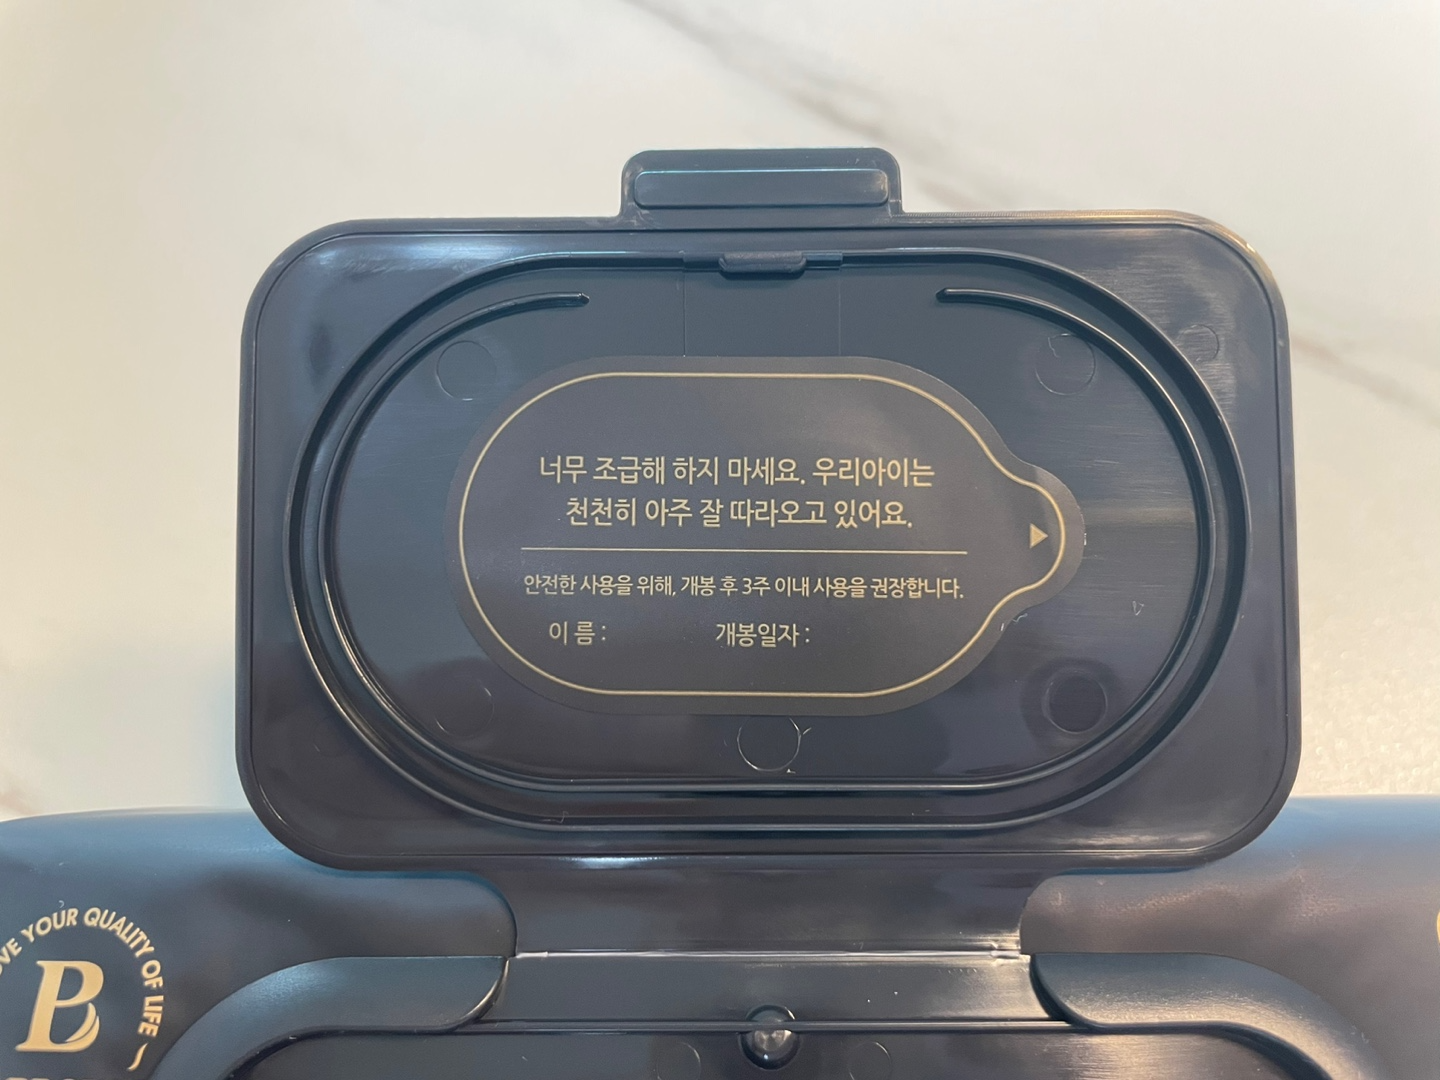 너무 조급해 하지 마세요. 우리아이는
천천히 아주 잘 따라오고 있어요.
안전한 사용을 위해, 개봉 후 3주 이내 사용을 권장합니다.
이 름 : 개봉일자 :
YOUR QUALITY OF LIFE ~
B